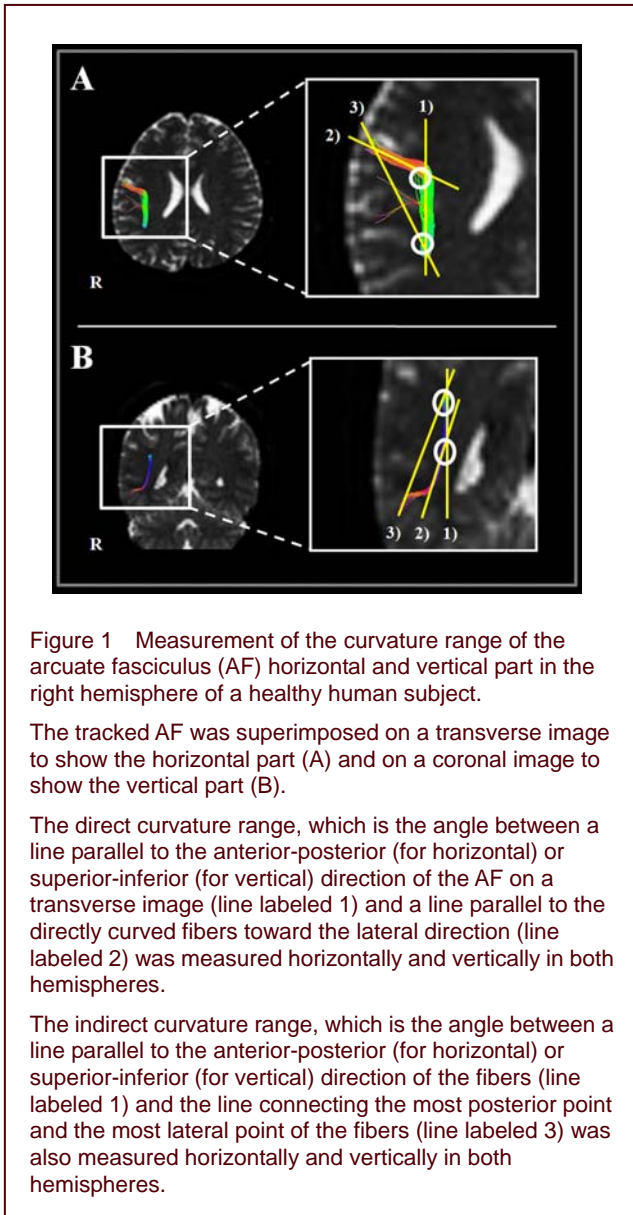 A
3)
1)
2)
R
B
R
3)
2)
1)
Figure 1 Measurement of the curvature range of the
arcuate fasciculus (AF) horizontal and vertical part in the
right hemisphere of a healthy human subject.
The tracked AF was superimposed on a transverse image
to show the horizontal part (A) and on a coronal image to
show the vertical part (B).
The direct curvature range, which is the angle between a
line parallel to the anterior-posterior (for horizontal) or
superior-inferior (for vertical) direction of the AF on a
transverse image (line labeled 1) and a line parallel to the
directly curved fibers toward the lateral direction (line
labeled 2) was measured horizontally and vertically in both
hemispheres.
The indirect curvature range, which is the angle between a
line parallel to the anterior-posterior (for horizontal) or
superior-inferior (for vertical) direction of the fibers (line
labeled 1) and the line connecting the most posterior point
and the most lateral point of the fibers (line labeled 3) was
also measured horizontally and vertically in both
hemispheres.